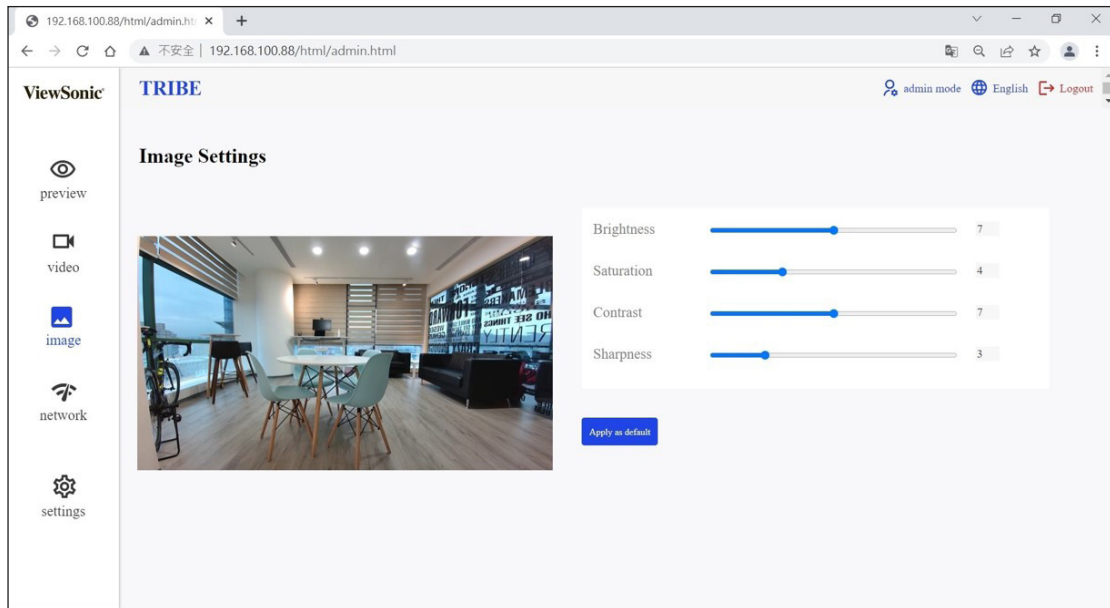 192.168.100.88/html/admin.ht
不安全 | 192.168.100.88/html/admin.html
ViewSonic
TRIBE
admin mode
English
Logout
Image Settings
preview
video
image
network
settings
Brightness
7
Saturation
4
Contrast
7
Sharpness
3
Apply as default